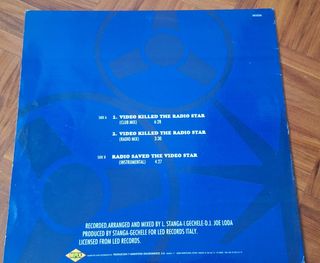 SIDE A 1. VIDEO KILLED THE RADIO STAR
(CLUB MIX) 6:28
2. VIDEO KILLED THE RADIO STAR
(RADIO MIX) 3:30
SIDE B RADIO SAVED THE VIDEO STAR
(INSTRUMENTAL) 4:27
RECORDED,ARRANGED AND MIXED BY L. STANGA-I.GECHELE-D.J. JOE LODA
PRODUCED BY STANGA-GECHELE FOR LED RECORDS ITALY.
LICENSED FROM LED RECORDS.